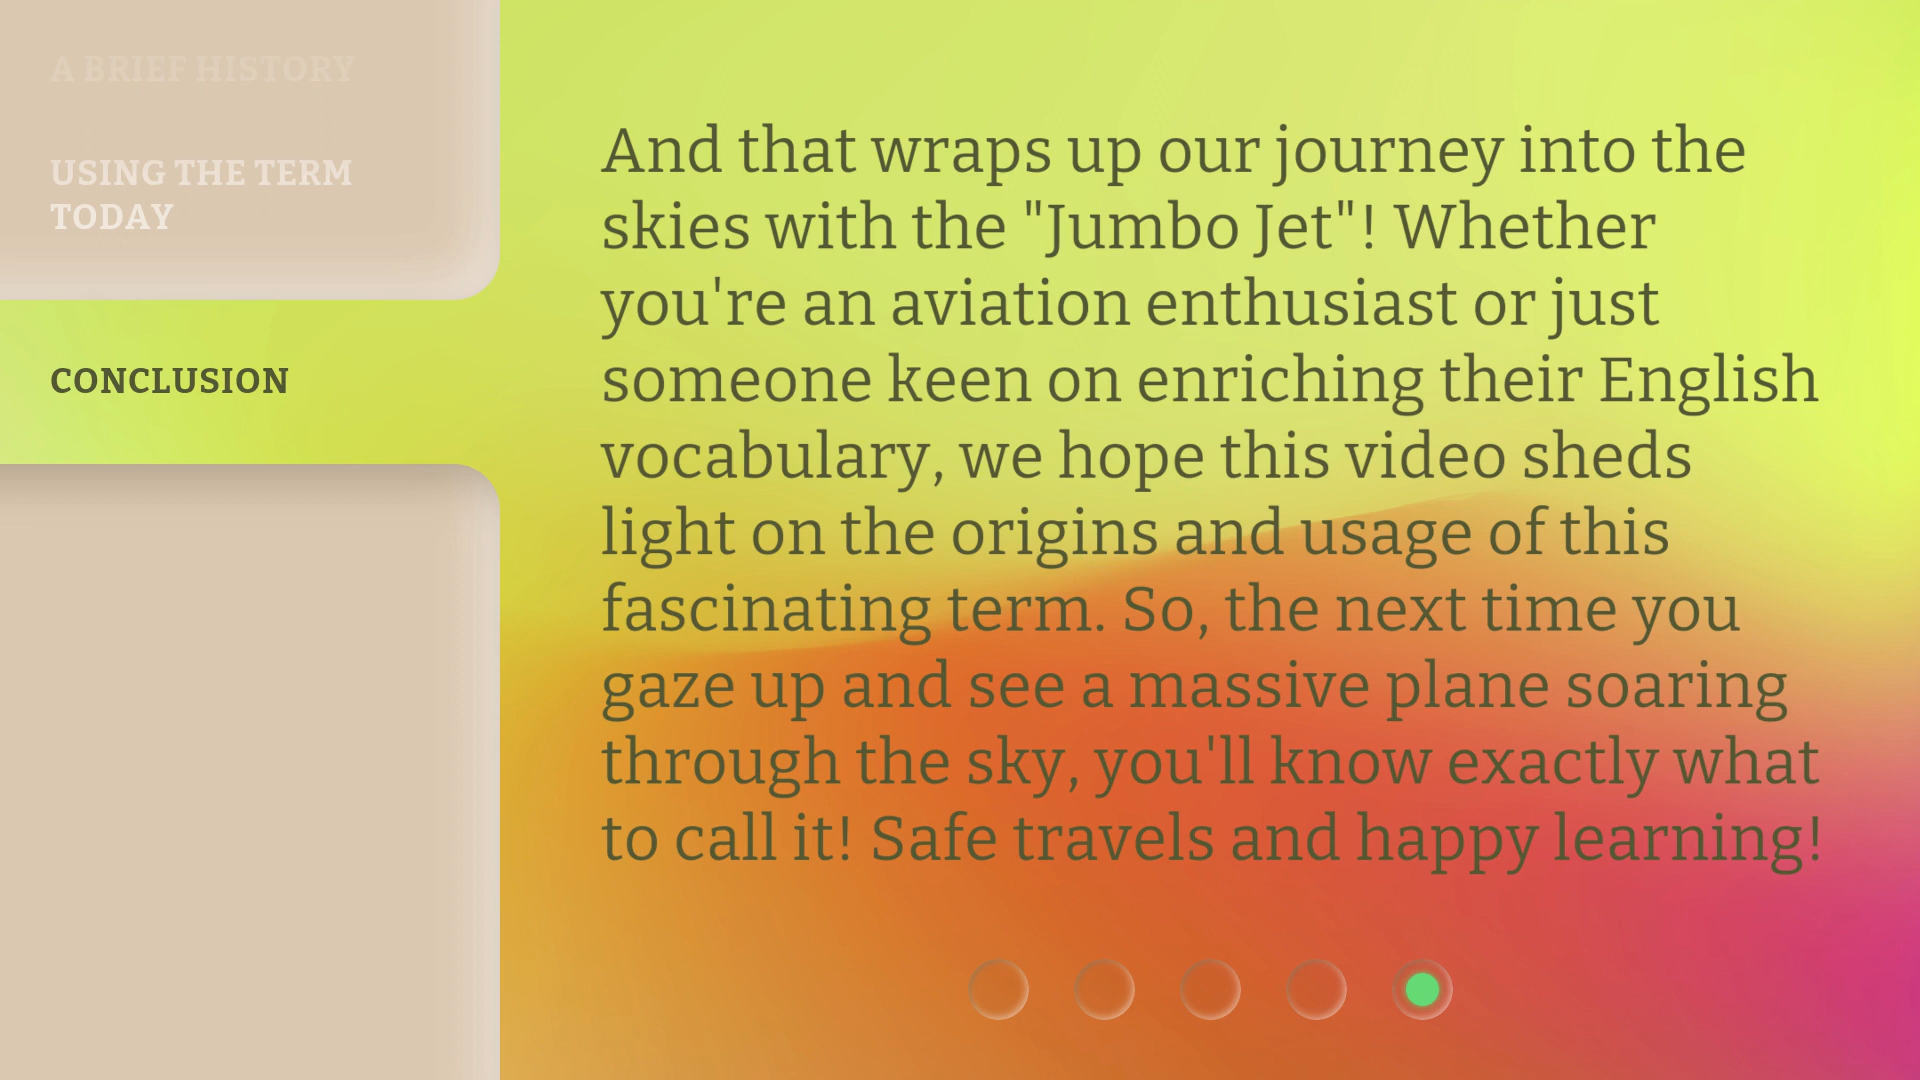 A BRIEF HISTORY
USING THE TERM
TODAY
CONCLUSION
And that wraps up our journey into the
skies with the "Jumbo Jet"! Whether
you're an aviation enthusiast or just
someone keen on enriching their English
vocabulary, we hope this video sheds
light on the origins and usage of this
fascinating term. So, the next time you
gaze up and see a massive plane soaring
through the sky, you'll know exactly what
to call it! Safe travels and happy learning!